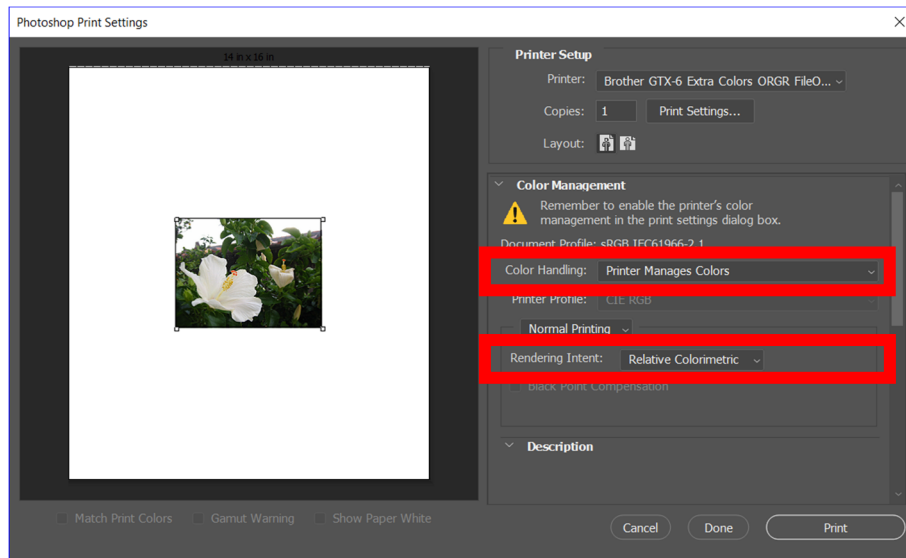 Photoshop Print Settings
14 in x 16 in
Printer Setup
Printer: Brother GTX-6 Extra Colors ORGR FileO...
Copies: 1 Print Settings...
Layout:
Color Management
Remember to enable the printer's color
management in the print settings dialog box.
Document Profile: sRGB IEC61966-2.1
Color Handling: Printer Manages Colors
Printer Profile: CIE RGB
Normal Printing
Rendering Intent: Relative Colorimetric
Black Point Compensation
Description
Match Print Colors Gamut Warning Show Paper White
Cancel Done Print